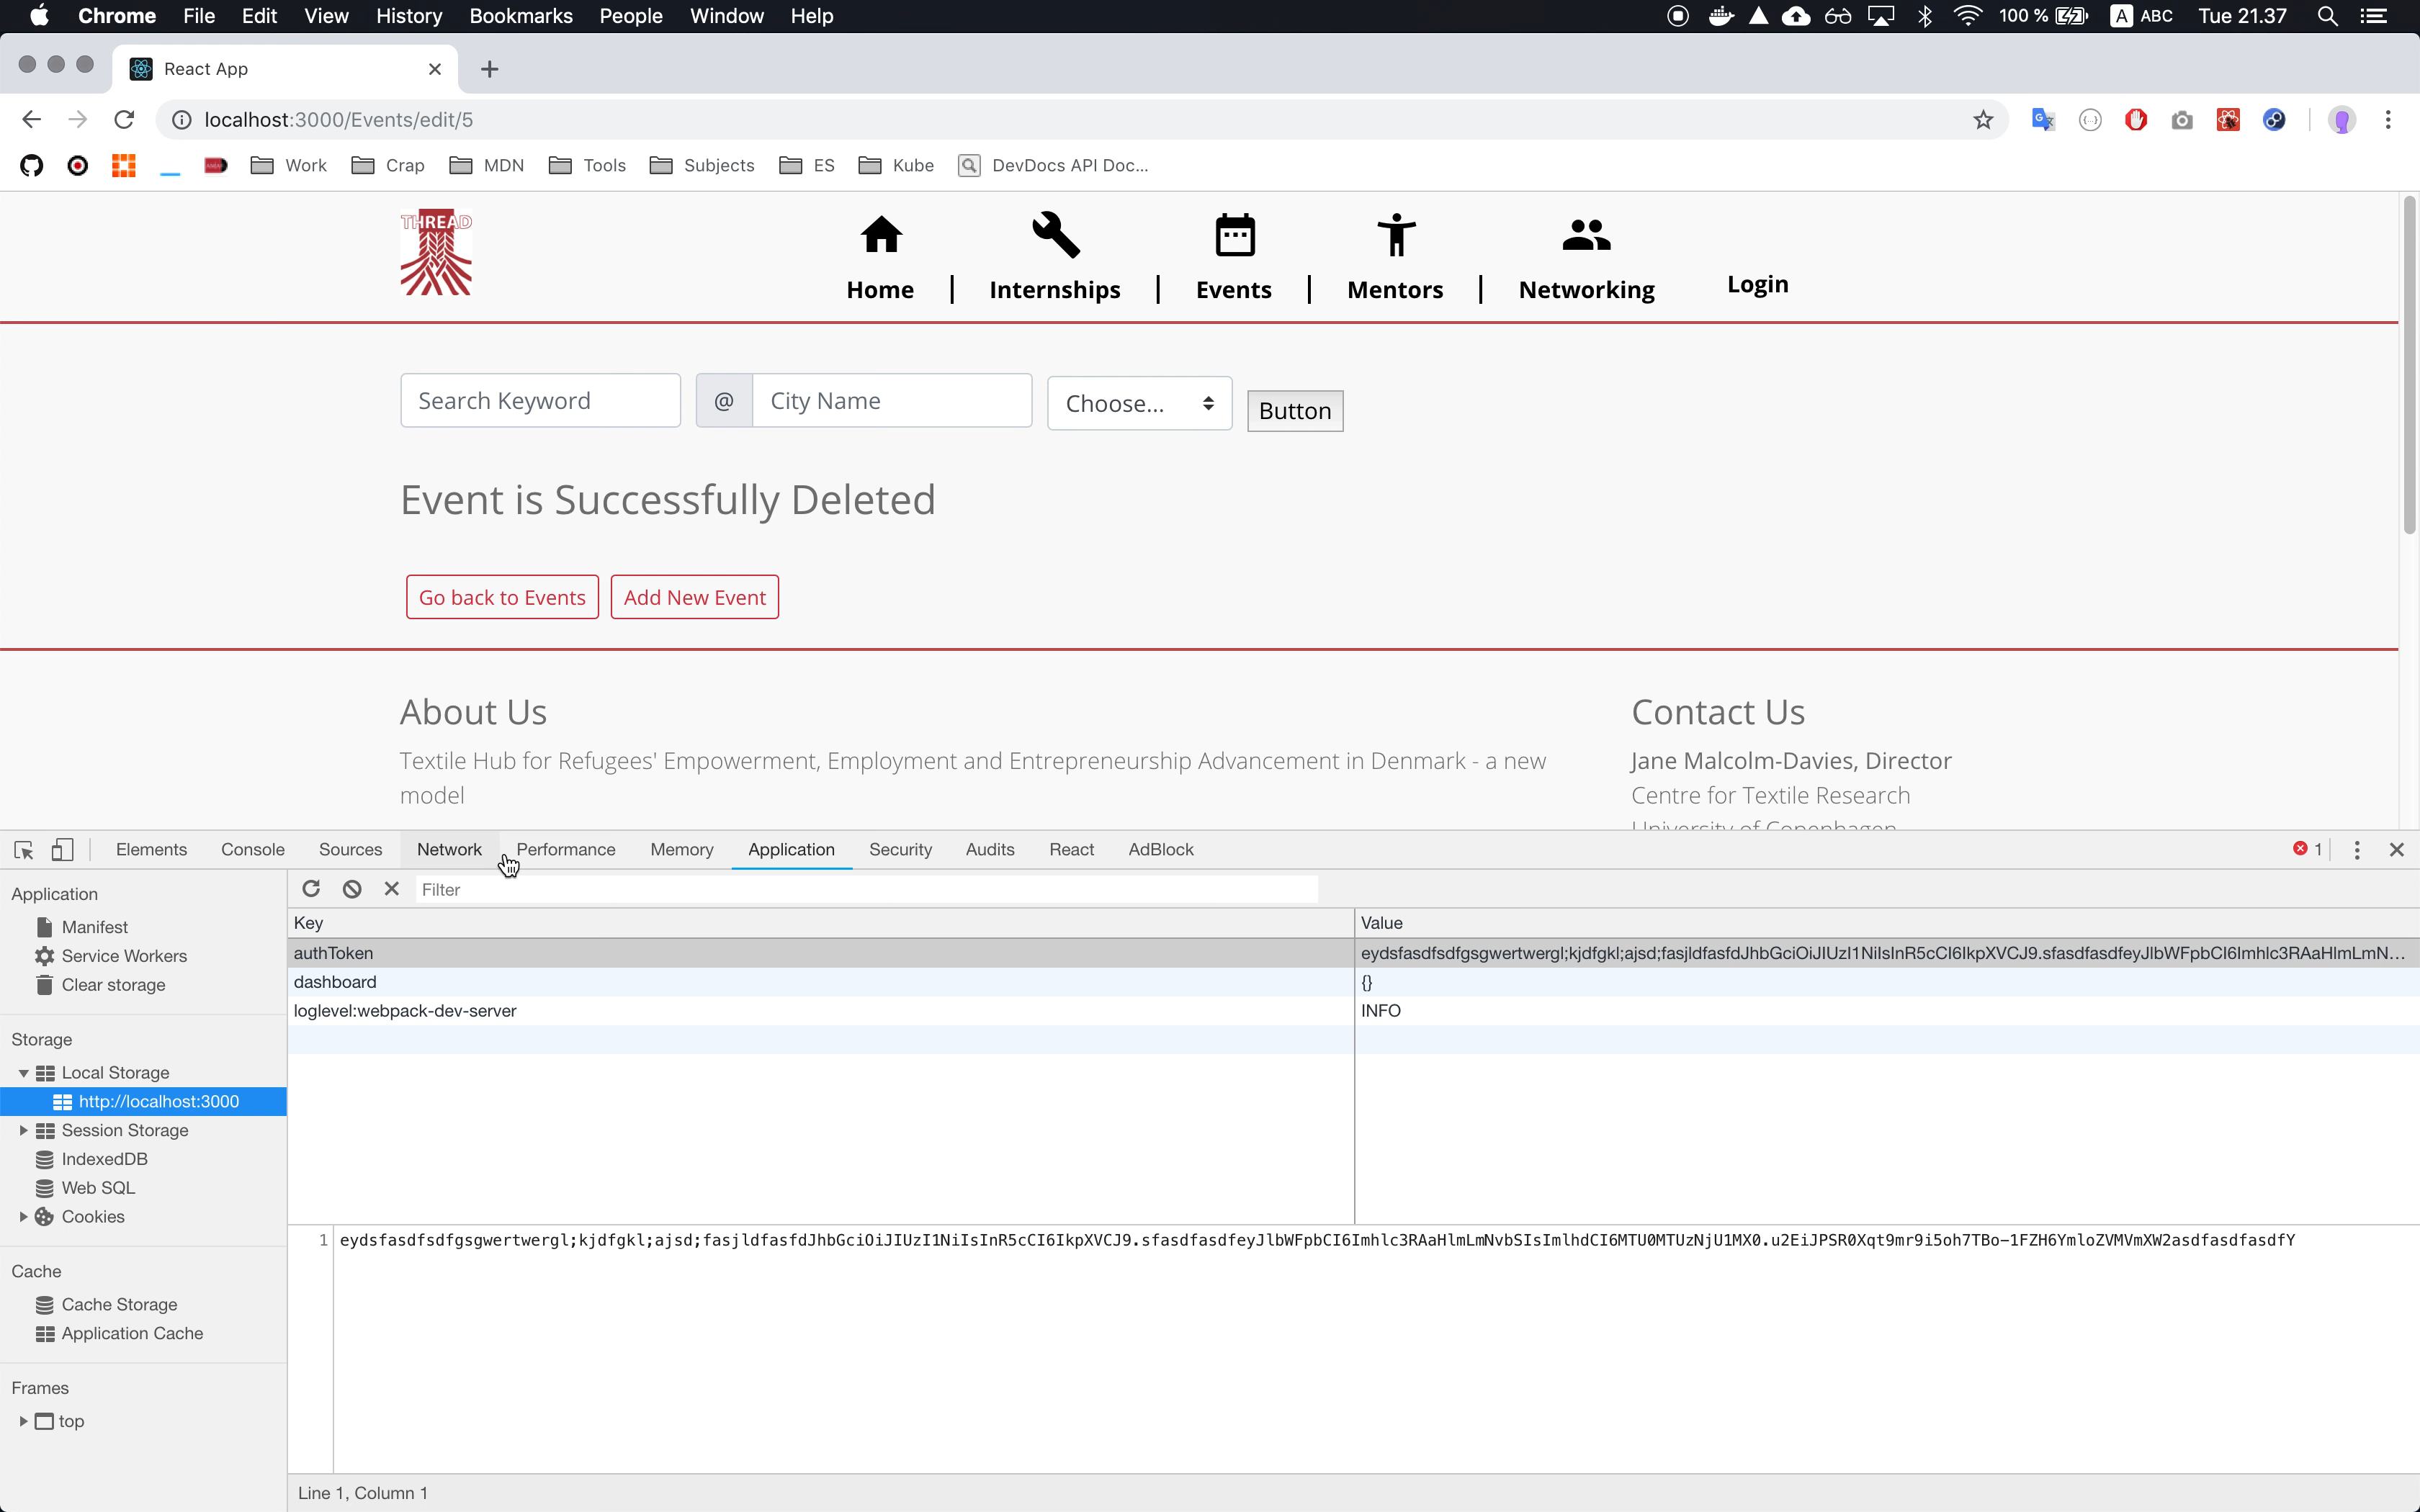 Chrome File Edit View History Bookmarks People Window Help 100 % A ABC Tue 21.37
React App
localhost:3000/Events/edit/5
Work Crap MDN Tools Subjects ES Kube DevDocs API Doc...
THREAD
Home Internships Events Mentors Networking Login
Search Keyword @ City Name Choose... Button
Event is Successfully Deleted
Go back to Events Add New Event
About Us
Textile Hub for Refugees' Empowerment, Employment and Entrepreneurship Advancement in Denmark - a new
model
Contact Us
Jane Malcolm-Davies, Director
Centre for Textile Research
University of Copenhagen
Elements Console Sources Network Performance Memory Application Security Audits React AdBlock 1
Application
Manifest
Service Workers
Clear storage
Storage
Local Storage
http://localhost:3000
Session Storage
IndexedDB
Web SQL
Cookies
Cache
Cache Storage
Application Cache
Frames
top
Filter
Key Value
authToken eydsfasdfsdfgsgwertwergl;kjdfgkl;ajsd;fasjldfasfdJhbGciOiJIUzI1NiIsInR5cCI6IkpXVCJ9.sfasdfasdfeyJlbWFpbCI6Imhlc3RAaHlmLmN...
dashboard {}
loglevel:webpack-dev-server INFO
1 eydsfasdfsdfgsgwertwergl;kjdfgkl;ajsd;fasjldfasfdJhbGciOiJIUzI1NiIsInR5cCI6IkpXVCJ9.sfasdfasdfeyJlbWFpbCI6Imhlc3RAaHlmLmNvbSIsImlhdCI6MTU0MTUzNjU1MX0.u2EiJPSR0Xqt9mr9i5oh7TBo-1FZH6YmloZVMVmXW2asdfasdfasdfY
Line 1, Column 1